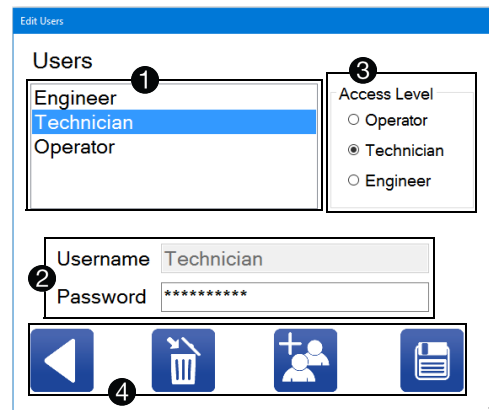 Edit Users
Users
1
3
Engineer
Technician
Operator
Access Level
Operator
Technician
Engineer
2
Username Technician
Password **********
4